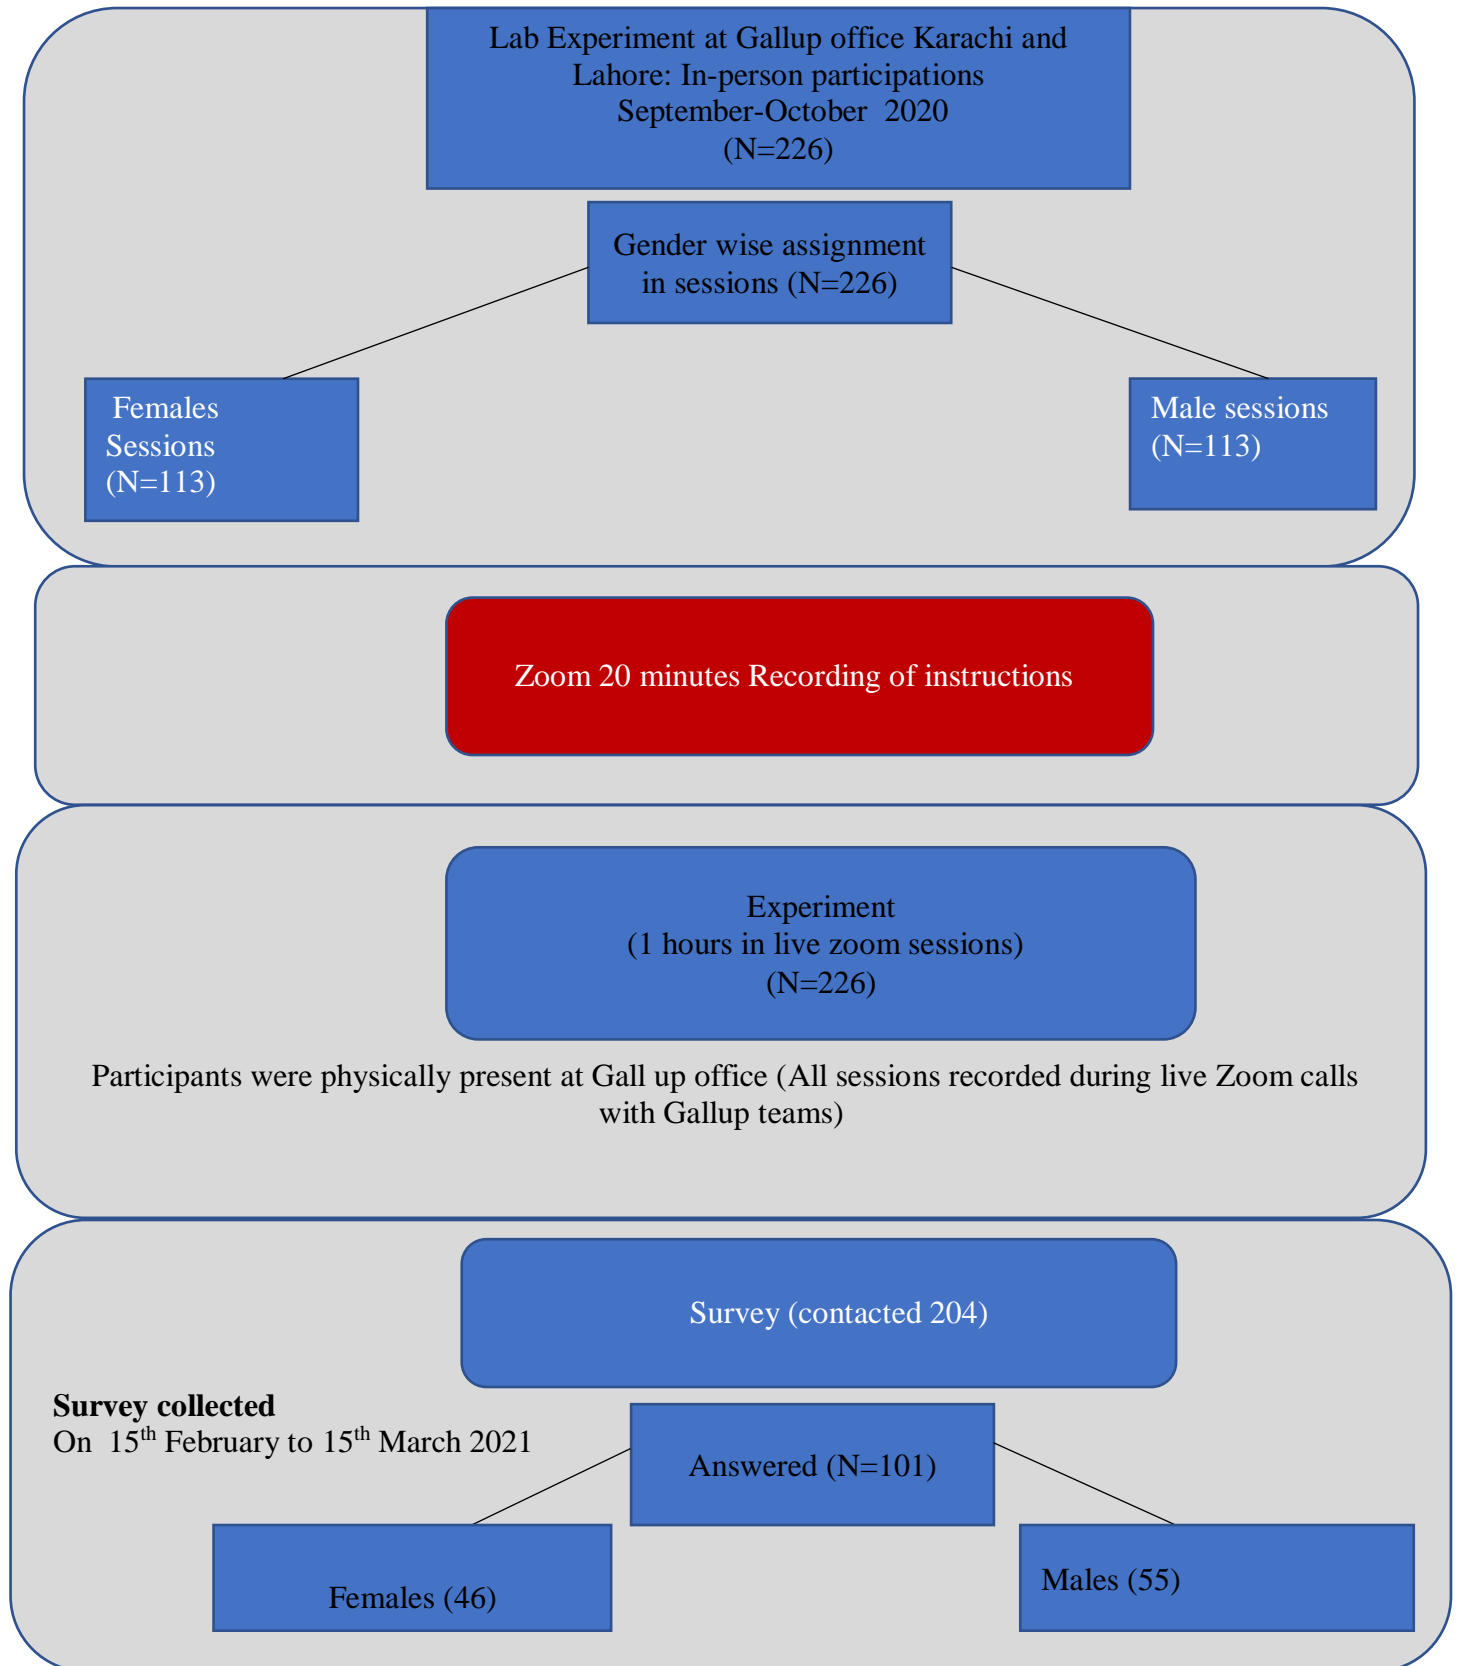 Lab Experiment at Gallup office Karachi and
Lahore: In-person participations
September-October  2020
(N=226)
Gender wise assignment
in sessions (N=226)
Females
Sessions
(N=113)
Male sessions
(N=113)
Zoom 20 minutes Recording of instructions
Experiment
(1 hours in live zoom sessions)
(N=226)
Participants were physically present at Gall up office (All sessions recorded during live Zoom calls
with Gallup teams)
Survey (contacted 204)
Survey collected
On  15th February to 15th March 2021
Answered (N=101)
Females (46)
Males (55)